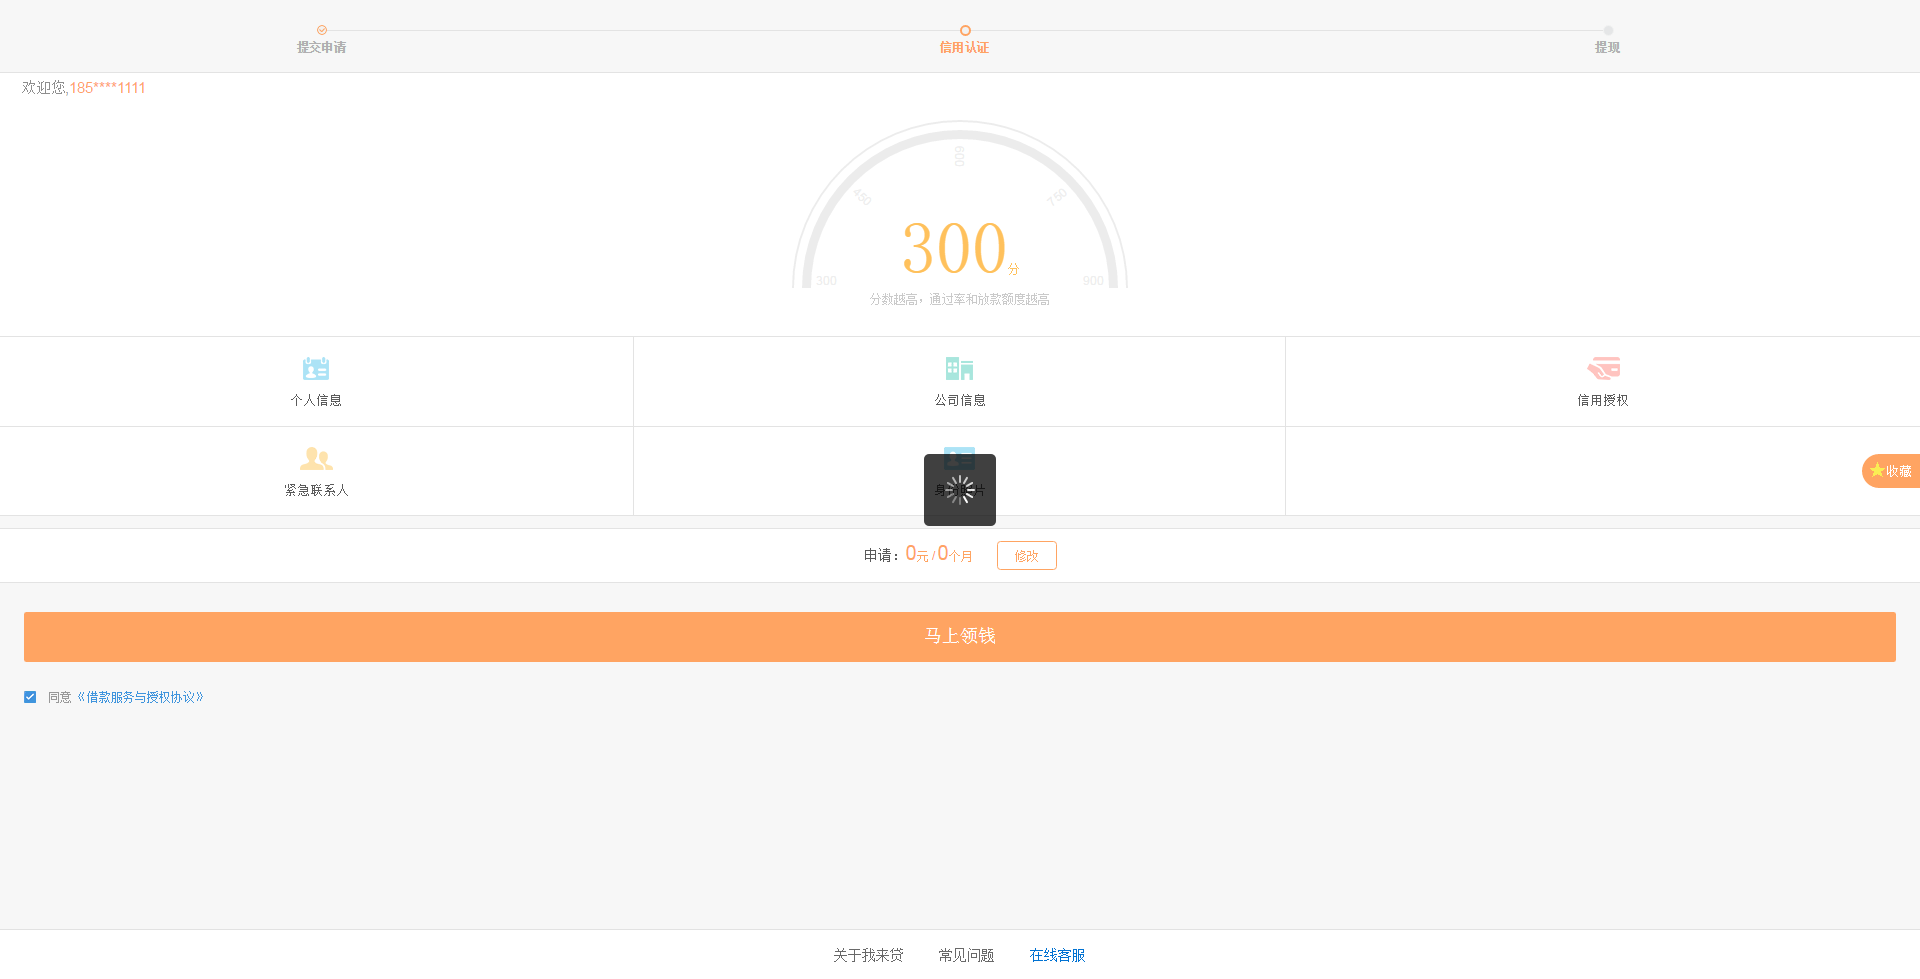 提交申请
信用认证
提现
欢迎您,185****1111
600
450
750
300分
300
900
分数越高，通过率和放款额度越高
个人信息
公司信息
信用授权
收藏
紧急联系人
申请：0元 / 0个月
修改
马上领钱
同意《借款服务与授权协议》
关于我来贷
常见问题
在线客服